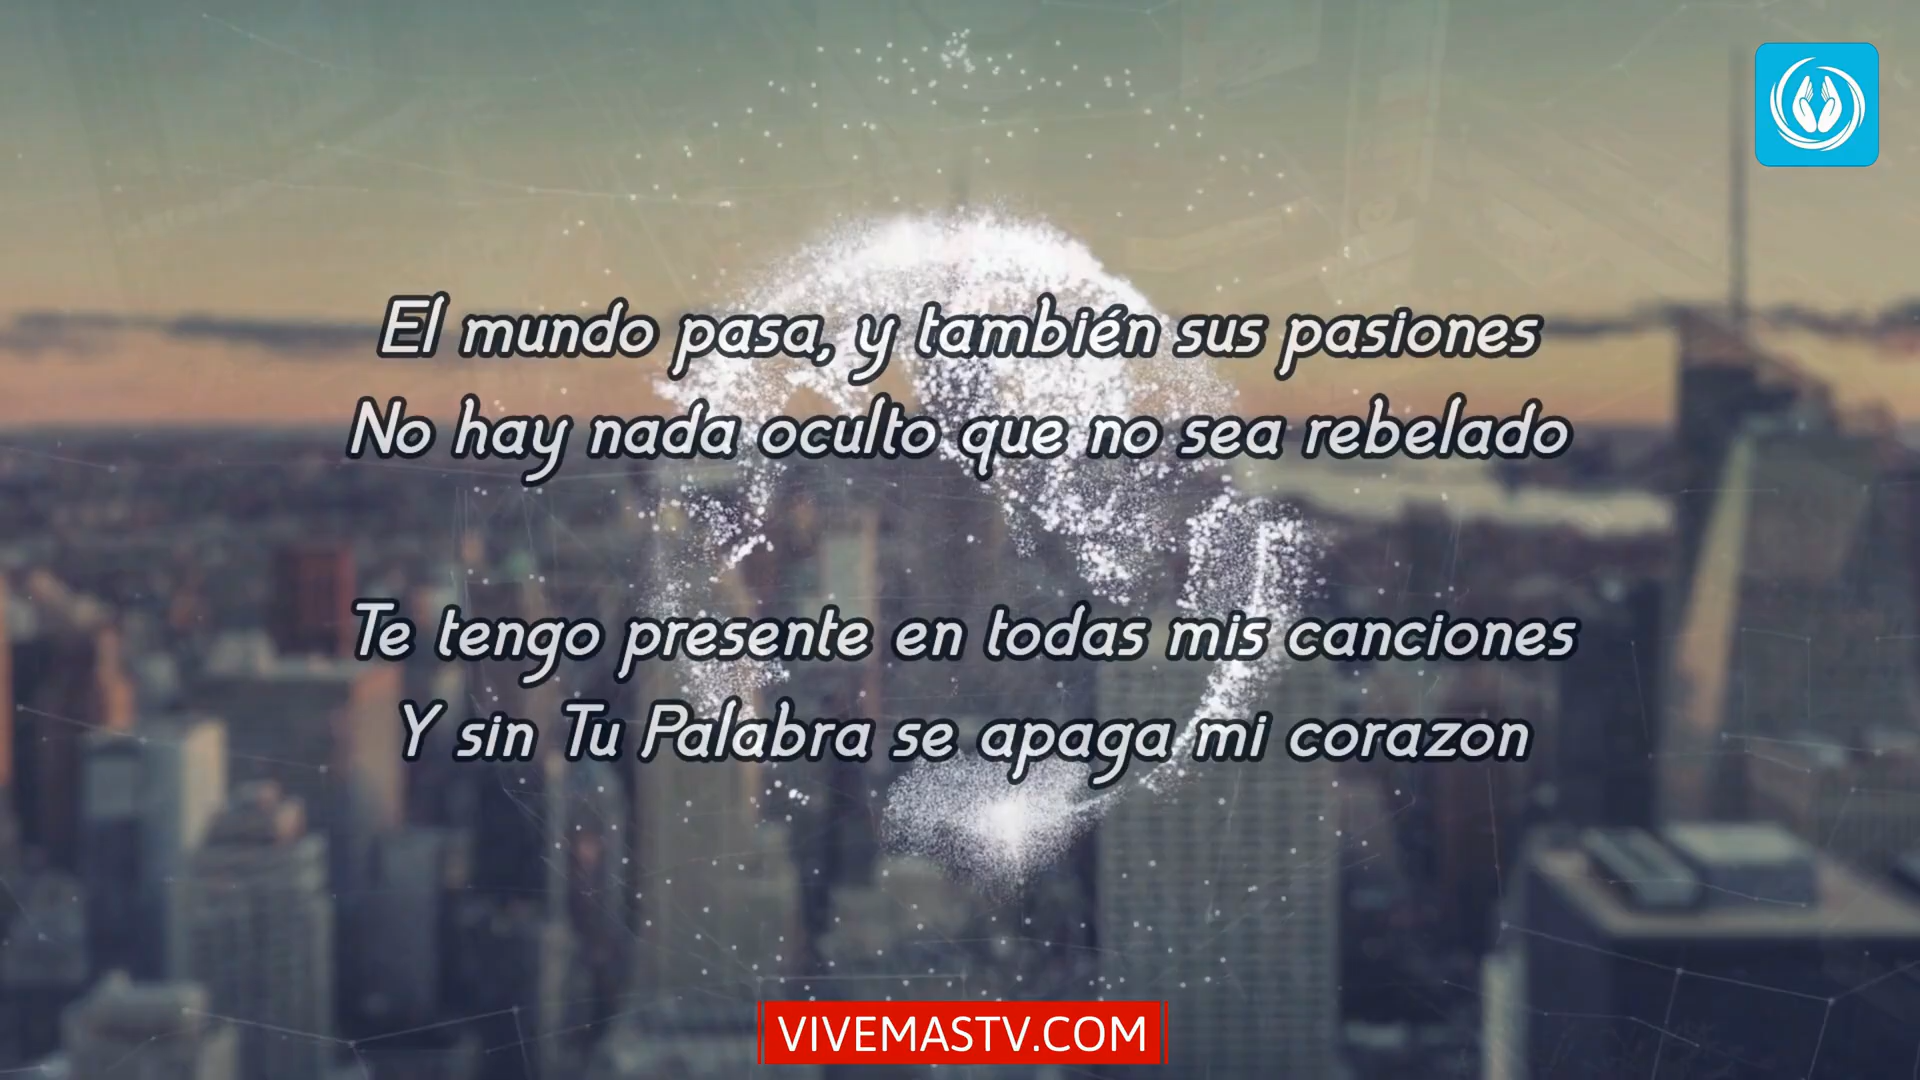 El mundo pasa, y también sus pasiones
No hay nada oculto que no sea rebelado
Te tengo presente en todas mis canciones
Y sin Tu Palabra se apaga mi corazon
VIVEMASTV.COM